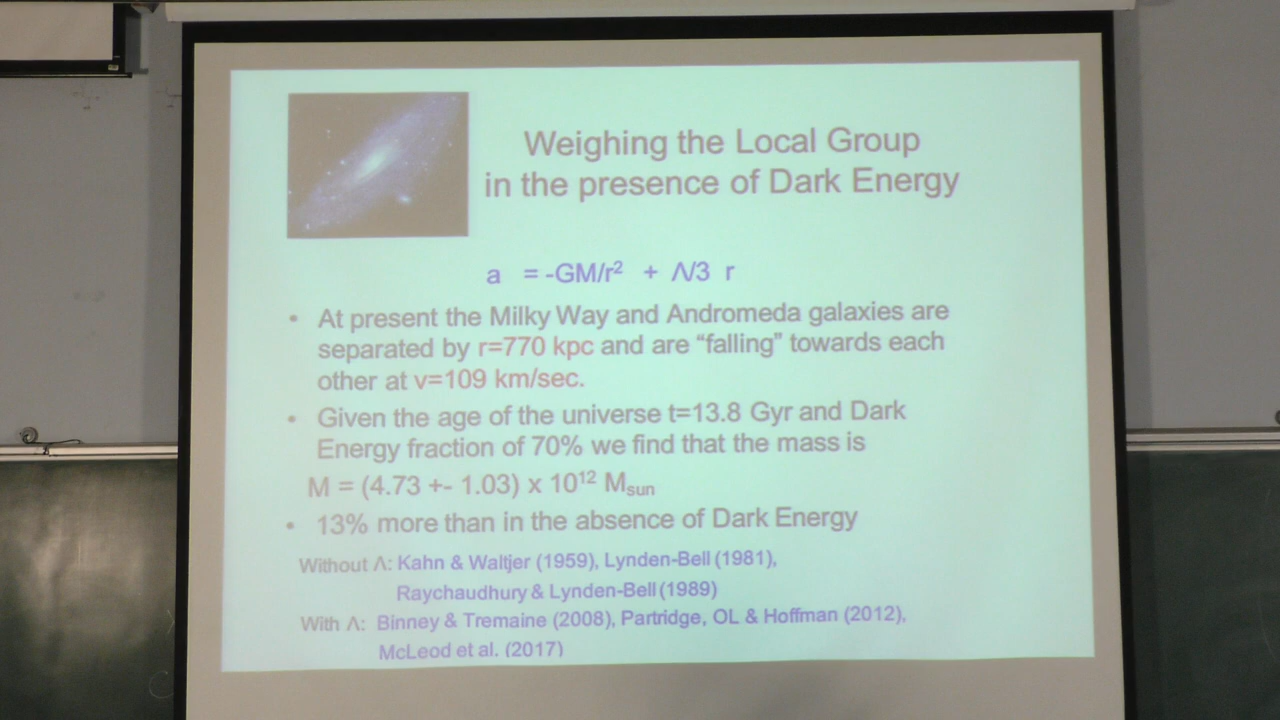 Weighing the Local Group
in the presence of Dark Energy
a = -GM/r² + Λ/3 r
• At present the Milky Way and Andromeda galaxies are
separated by r=770 kpc and are “falling” towards each
other at v=109 km/sec.
• Given the age of the universe t=13.8 Gyr and Dark
Energy fraction of 70% we find that the mass is
M = (4.73 +- 1.03) x 10¹² Msun
• 13% more than in the absence of Dark Energy
Without Λ: Kahn & Waltjer (1959), Lynden-Bell (1981),
Raychaudhury & Lynden-Bell (1989)
With Λ: Binney & Tremaine (2008), Partridge, OL & Hoffman (2012),
McLeod et al. (2017)